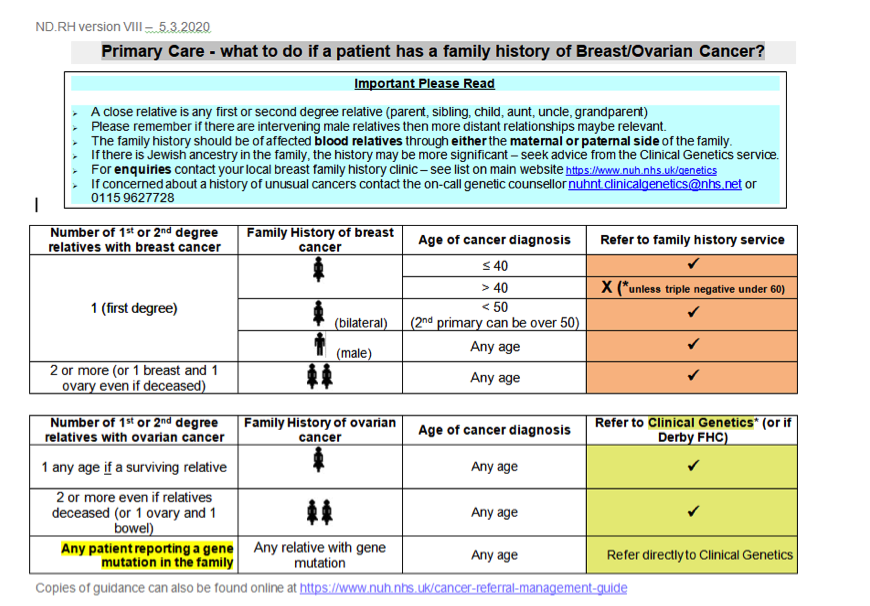 ND.RH version VIII – 5.3.2020
Primary Care - what to do if a patient has a family history of Breast/Ovarian Cancer?
Important Please Read
A close relative is any first or second degree relative (parent, sibling, child, aunt, uncle, grandparent)
Please remember if there are intervening male relatives then more distant relationships maybe relevant.
The family history should be of affected blood relatives through either the maternal or paternal side of the family.
If there is Jewish ancestry in the family, the history may be more significant – seek advice from the Clinical Genetics service.
For enquiries contact your local breast family history clinic – see list on main website https://www.nuh.nhs.uk/genetics
If concerned about a history of unusual cancers contact the on-call genetic counsellor nuhnt.clinicalgenetics@nhs.net or
0115 9627728
Number of 1st or 2nd degree
relatives with breast cancer
Family History of breast
cancer
Age of cancer diagnosis
Refer to family history service
1 (first degree)
≤ 40
✓
> 40
X (*unless triple negative under 60)
(bilateral)
< 50
(2nd primary can be over 50)
✓
(male)
Any age
✓
2 or more (or 1 breast and 1
ovary even if deceased)
Any age
✓
Number of 1st or 2nd degree
relatives with ovarian cancer
Family History of ovarian
cancer
Age of cancer diagnosis
Refer to Clinical Genetics* (or if
Derby FHC)
1 any age if a surviving relative
Any age
✓
2 or more even if relatives
deceased (or 1 ovary and 1
bowel)
Any age
✓
Any patient reporting a gene
mutation in the family
Any relative with gene
mutation
Any age
Refer directly to Clinical Genetics
Copies of guidance can also be found online at https://www.nuh.nhs.uk/cancer-referral-management-guide